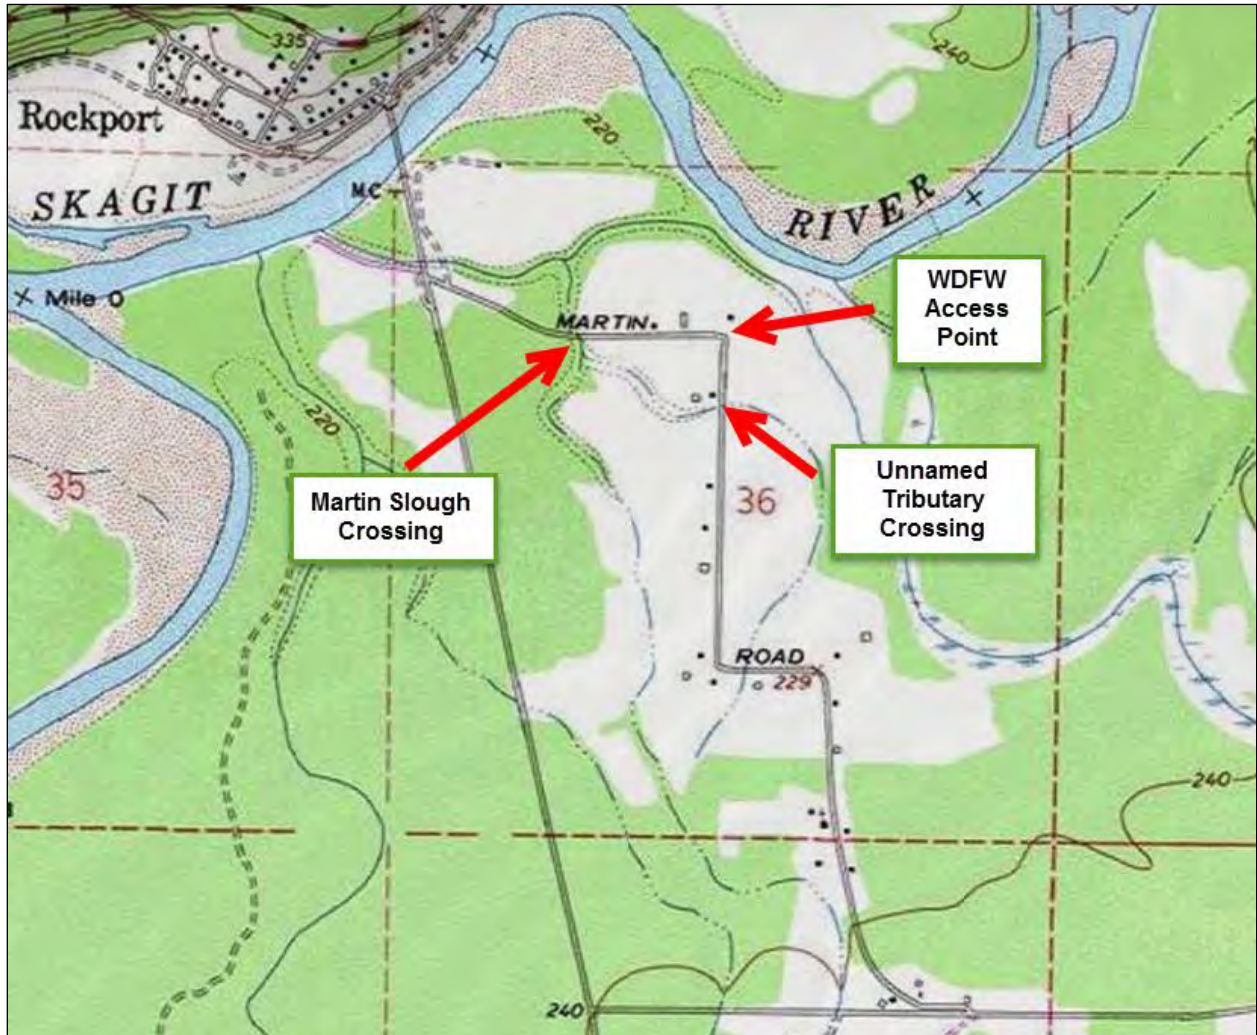 335
240
Rockport
220
SKAGIT
M.C
RIVER
WDFW
Access
Point
Mile 0
MARTIN
220
35
Martin Slough
Crossing
36
Unnamed
Tributary
Crossing
ROAD
229
240
240